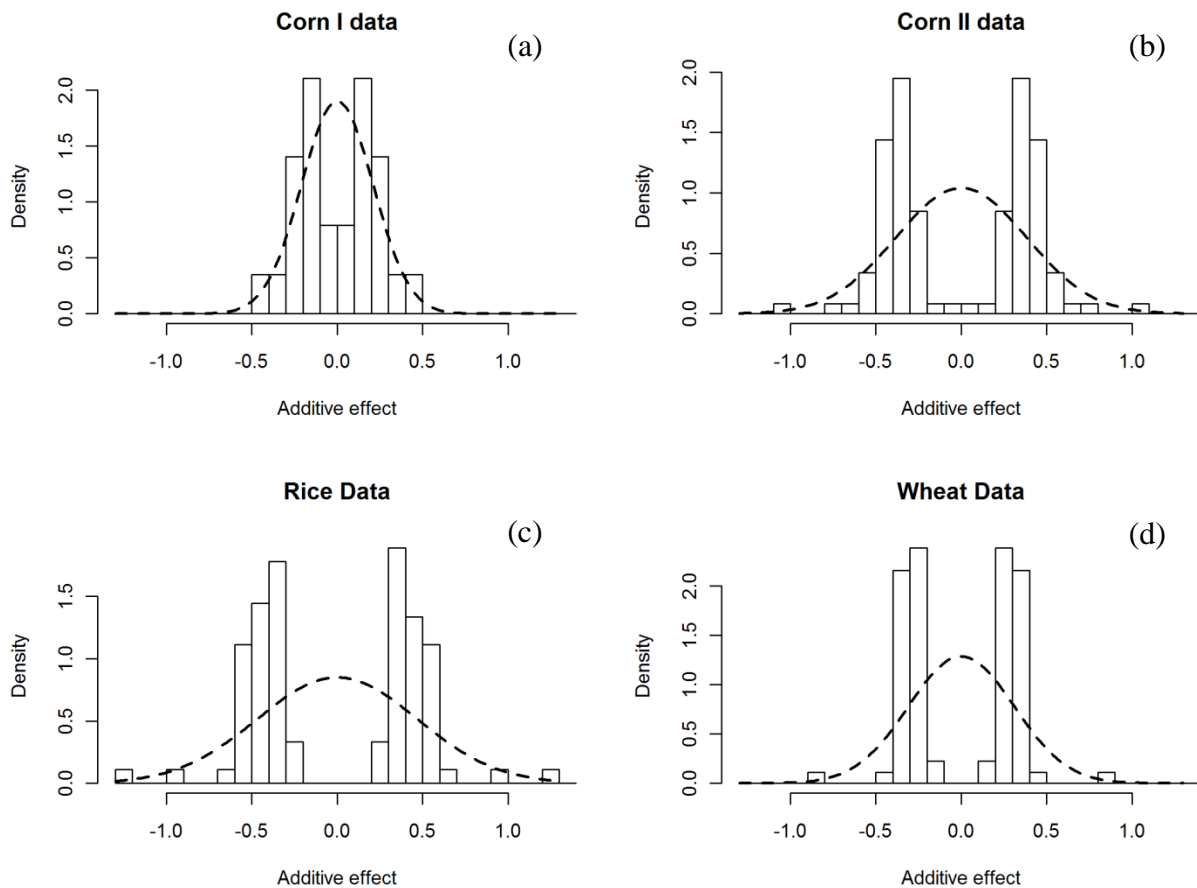 Corn I data
(a)
Density
0.0 0.5 1.0 1.5 2.0
-1.0 -0.5 0.0 0.5 1.0
Additive effect
Corn II data
(b)
Density
0.0 0.5 1.0 1.5 2.0
-1.0 -0.5 0.0 0.5 1.0
Additive effect
Rice Data
(c)
Density
0.0 0.5 1.0 1.5
-1.0 -0.5 0.0 0.5 1.0
Additive effect
Wheat Data
(d)
Density
0.0 0.5 1.0 1.5 2.0
-1.0 -0.5 0.0 0.5 1.0
Additive effect